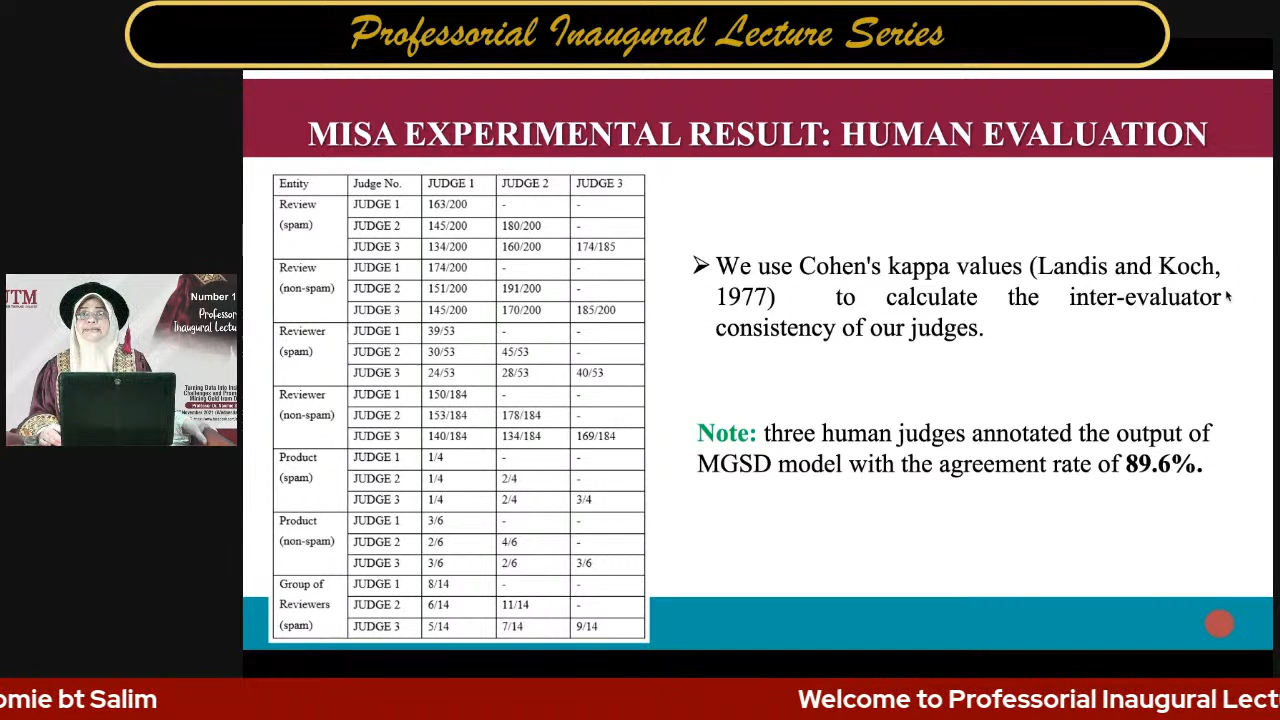 Professorial Inaugural Lecture Series
MISA EXPERIMENTAL RESULT: HUMAN EVALUATION
Entity Judge No. JUDGE 1 JUDGE 2 JUDGE 3
Review (spam) JUDGE 1 163/200 - -
JUDGE 2 145/200 180/200 -
JUDGE 3 134/200 160/200 174/185
Review (non-spam) JUDGE 1 174/200 - -
JUDGE 2 151/200 191/200 -
JUDGE 3 145/200 170/200 185/200
Reviewer (spam) JUDGE 1 39/53 - -
JUDGE 2 30/53 45/53 -
JUDGE 3 24/53 28/53 40/53
Reviewer (non-spam) JUDGE 1 150/184 - -
JUDGE 2 153/184 178/184 -
JUDGE 3 140/184 134/184 169/184
Product (spam) JUDGE 1 1/4 - -
JUDGE 2 1/4 2/4 -
JUDGE 3 1/4 2/4 3/4
Product (non-spam) JUDGE 1 3/6 - -
JUDGE 2 2/6 4/6 -
JUDGE 3 3/6 2/6 3/6
Group of Reviewers (spam) JUDGE 1 8/14 - -
JUDGE 2 6/14 11/14 -
JUDGE 3 5/14 7/14 9/14
➢ We use Cohen's kappa values (Landis and Koch,
1977) to calculate the inter-evaluator
consistency of our judges.
Note: three human judges annotated the output of
MGSD model with the agreement rate of 89.6%.
UTM
Number 1
Professor
Inaugural Lectu
Turning Data Into Ins
Challenges and Prom
Mining Gold from D
omie bt Salim
Welcome to Professorial Inaugural Lect